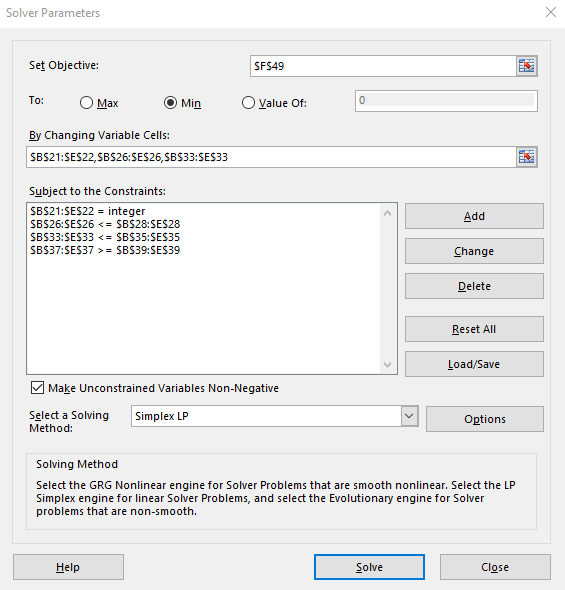 Solver Parameters
Set Objective: $F$49
To: Max Min Value Of: 0
By Changing Variable Cells:
$B$21:$E$22,$B$26:$E$26,$B$33:$E$33
Subject to the Constraints:
$B$21:$E$22 = integer
$B$26:$E$26 <= $B$28:$E$28
$B$33:$E$33 <= $B$35:$E$35
$B$37:$E$37 >= $B$39:$E$39
Add
Change
Delete
Reset All
Load/Save
Make Unconstrained Variables Non-Negative
Select a Solving
Method:
Simplex LP
Options
Solving Method
Select the GRG Nonlinear engine for Solver Problems that are smooth nonlinear. Select the LP
Simplex engine for linear Solver Problems, and select the Evolutionary engine for Solver
problems that are non-smooth.
Help
Solve
Close